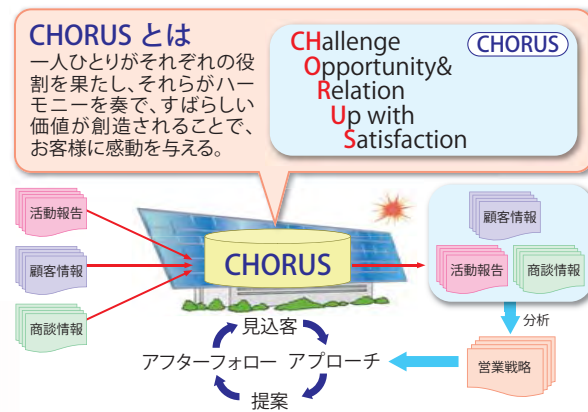 CHORUS とは
一人ひとりがそれぞれの役
割を果たし、それらがハー
モニーを奏で、すばらしい
価値が創造されることで、
お客様に感動を与える。
CHallenge
Opportunity&
Relation
Up with
Satisfaction
CHORUS
活動報告
顧客情報
商談情報
CHORUS
顧客情報
活動報告
商談情報
分析
営業戦略
見込客
アプローチ
提案
アフターフォロー